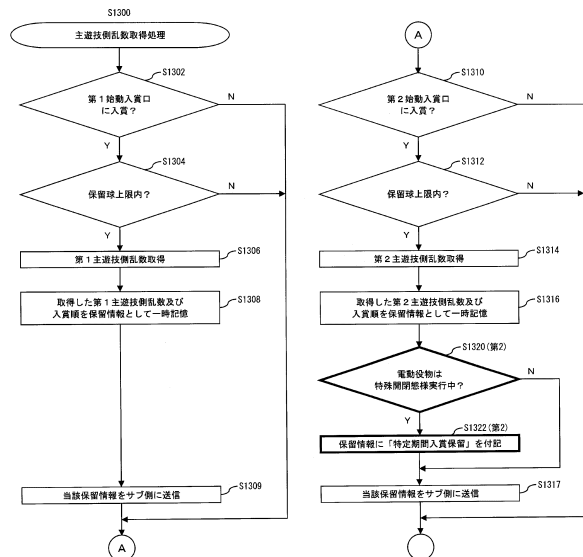 S1300
主遊技側乱数取得処理
S1302
第1始動入賞口
に入賞？
N
Y
S1304
保留球上限内？
N
Y
S1306
第1主遊技側乱数取得
S1308
取得した第1主遊技側乱数及び
入賞順を保留情報として一時記憶
S1309
当該保留情報をサブ側に送信
A
A
S1310
第2始動入賞口
に入賞？
N
Y
S1312
保留球上限内？
N
Y
S1314
第2主遊技側乱数取得
S1316
取得した第2主遊技側乱数及び
入賞順を保留情報として一時記憶
S1320(第2)
電動役物は
特殊開閉態様実行中？
N
Y
S1322(第2)
保留情報に「特定期間入賞保留」を付記
S1317
当該保留情報をサブ側に送信